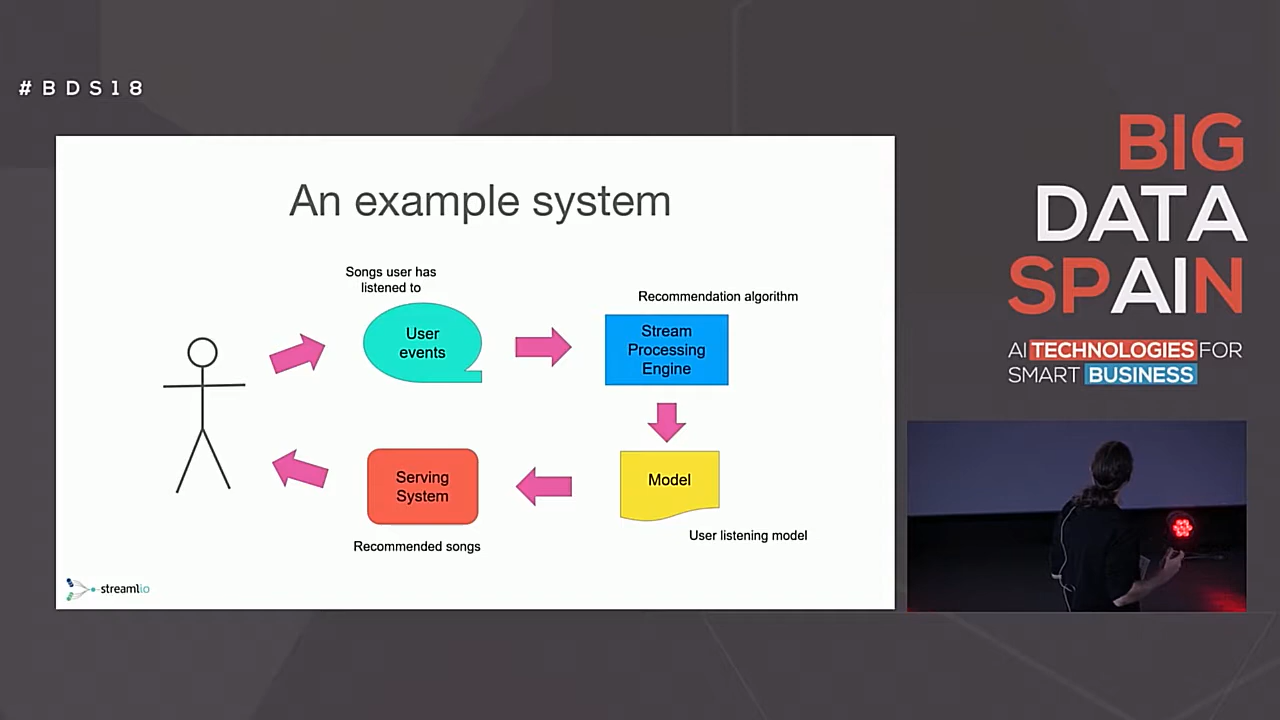 #BDS18
An example system
Songs user has
listened to
User
events
Recommendation algorithm
Stream
Processing
Engine
Serving
System
Model
Recommended songs
User listening model
streamlio
BIG
DATA
SPAIN
AI TECHNOLOGIES FOR
SMART BUSINESS